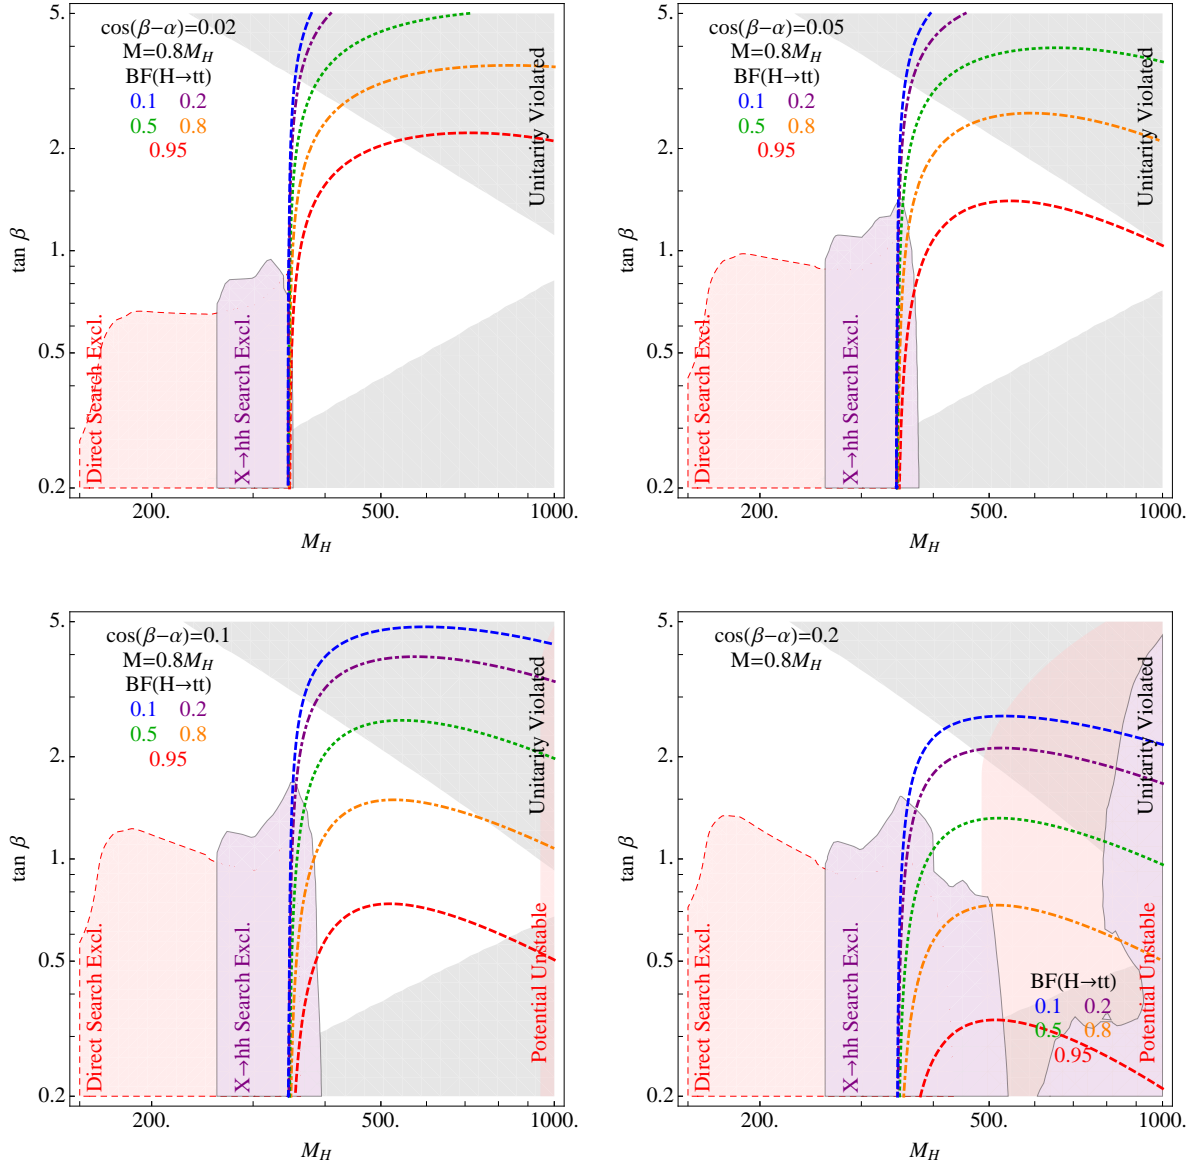 cos(β−α)=0.02
M=0.8M_H
BF(H→tt)
0.1 0.2
0.5 0.8
0.95
Unitarity Violated
Direct Search Excl.
X→hh Search Excl.
tan β
5.
2.
1.
0.5
0.2
200. 500. 1000.
M_H
cos(β−α)=0.05
M=0.8M_H
BF(H→tt)
0.1 0.2
0.5 0.8
0.95
Unitarity Violated
Direct Search Excl.
X→hh Search Excl.
tan β
5.
2.
1.
0.5
0.2
200. 500. 1000.
M_H
cos(β−α)=0.1
M=0.8M_H
BF(H→tt)
0.1 0.2
0.5 0.8
0.95
Unitarity Violated
Direct Search Excl.
X→hh Search Excl.
Potential Unstable
tan β
5.
2.
1.
0.5
0.2
200. 500. 1000.
M_H
cos(β−α)=0.2
M=0.8M_H
Unitarity Violated
Direct Search Excl.
X→hh Search Excl.
Potential Unstable
BF(H→tt)
0.1 0.2
0.5 0.8
0.95
tan β
5.
2.
1.
0.5
0.2
200. 500. 1000.
M_H